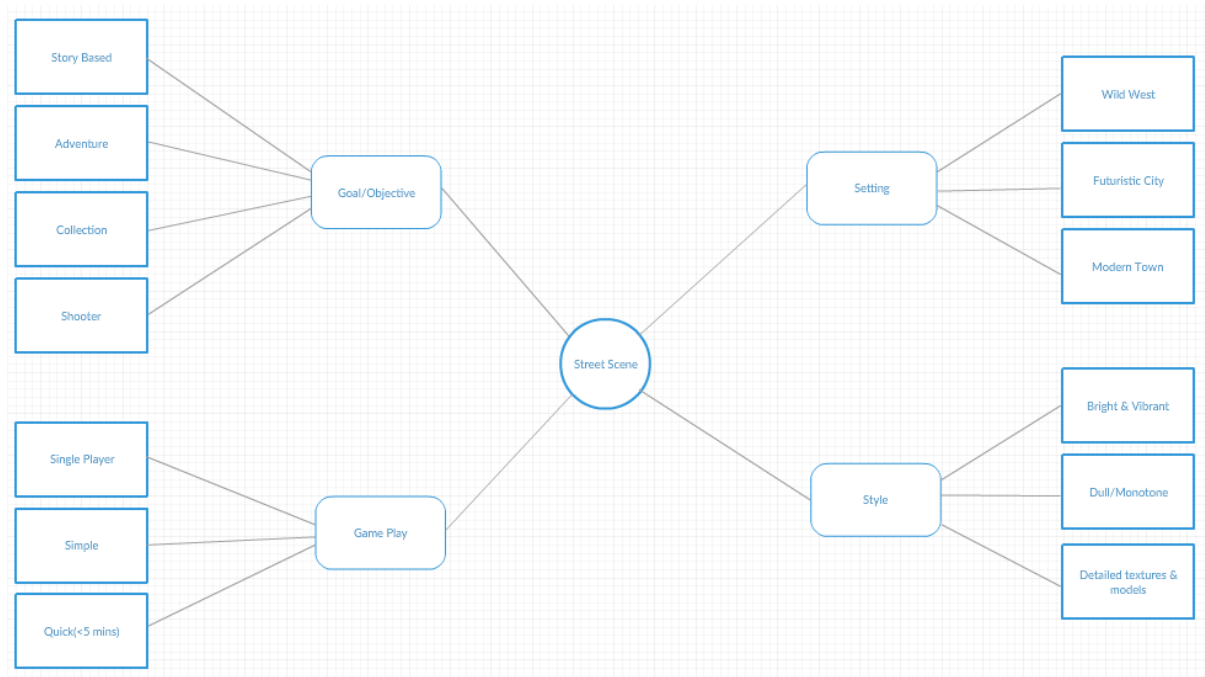 Story Based
Adventure
Collection
Shooter
Goal/Objective
Single Player
Simple
Quick(<5 mins)
Game Play
Street Scene
Setting
Wild West
Futuristic City
Modern Town
Style
Bright & Vibrant
Dull/Monotone
Detailed textures &
models